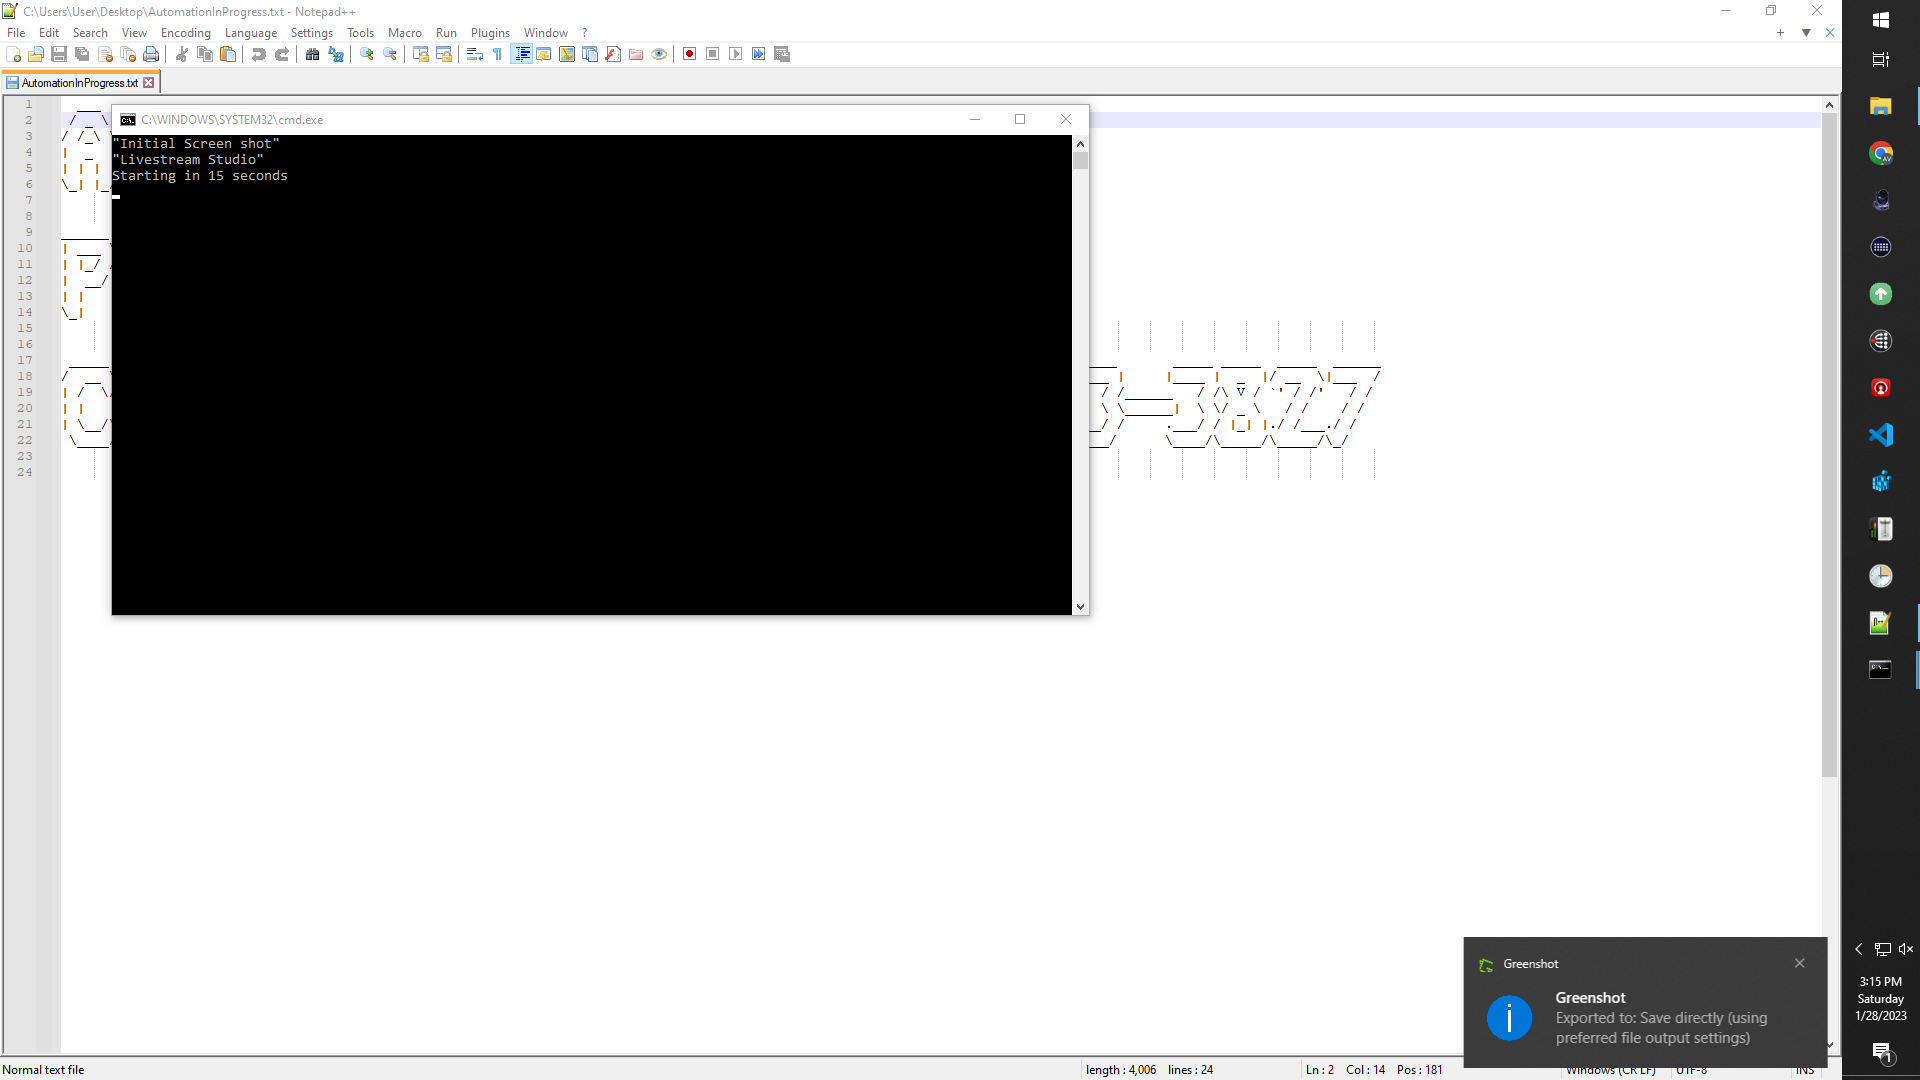 C:\Users\User\Desktop\AutomationInProgress.txt - Notepad++
File Edit Search View Encoding Language Settings Tools Macro Run Plugins Window ?
AutomationInProgress.txt
C:\WINDOWS\SYSTEM32\cmd.exe
"Initial Screen shot"
"Livestream Studio"
Starting in 15 seconds
1
2
3
4
5
6
7
8
9
10
11
12
13
14
15
16
17
18
19
20
21
22
23
24
A
P
C
-3827
Greenshot
Greenshot
Exported to: Save directly (using
preferred file output settings)
3:15 PM
Saturday
1/28/2023
1
Normal text file
length : 4,006 lines : 24
Ln : 2 Col : 14 Pos : 181
Windows (CR LF)
UTF-8
INS